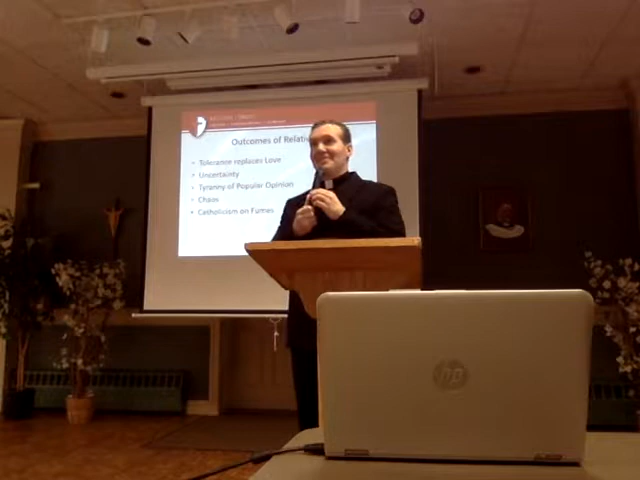 Outcomes of Relati
• Tolerance replaces Love
• Uncertainty
• Tyranny of Popular Opinion
• Chaos
• Catholicism on Fumes
hp